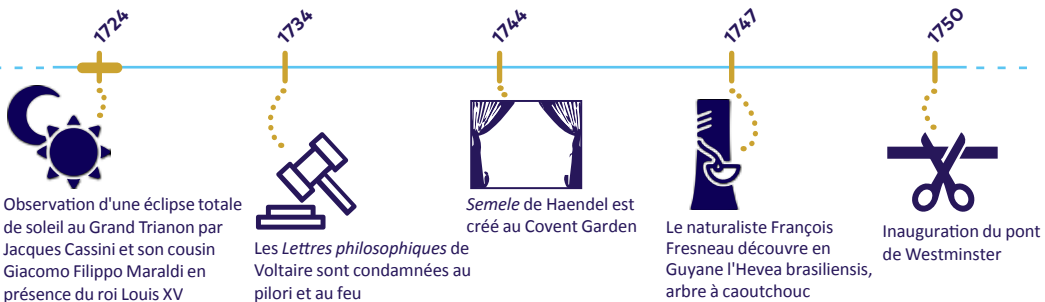 1724
1734
1744
1747
1750
Observation d'une éclipse totale
de soleil au Grand Trianon par
Jacques Cassini et son cousin
Giacomo Filippo Maraldi en
présence du roi Louis XV
Les Lettres philosophiques de
Voltaire sont condamnées au
pilori et au feu
Semele de Haendel est
créé au Covent Garden
Le naturaliste François
Fresneau découvre en
Guyane l'Hevea brasiliensis,
arbre à caoutchouc
Inauguration du pont
de Westminster